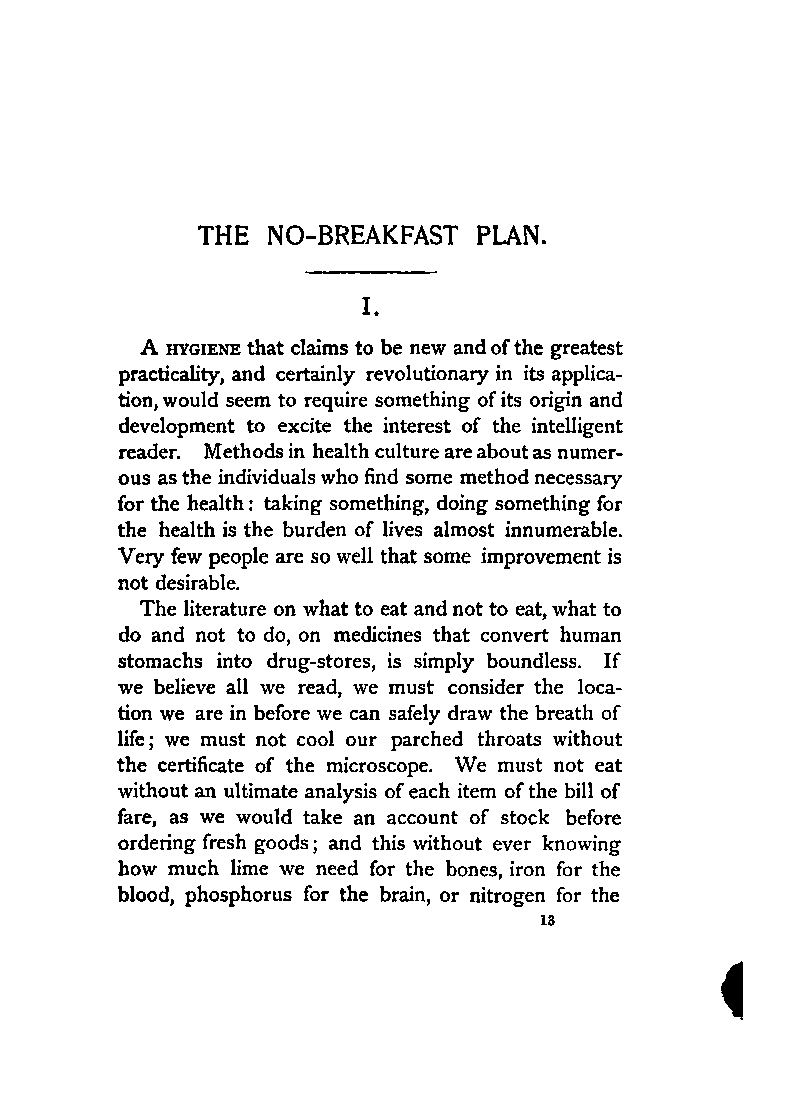 THE NO-BREAKFAST PLAN.
I.
A HYGIENE that claims to be new and of the greatest
practicality, and certainly revolutionary in its applica-
tion, would seem to require something of its origin and
development to excite the interest of the intelligent
reader. Methods in health culture are about as numer-
ous as the individuals who find some method necessary
for the health: taking something, doing something for
the health is the burden of lives almost innumerable.
Very few people are so well that some improvement is
not desirable.
The literature on what to eat and not to eat, what to
do and not to do, on medicines that convert human
stomachs into drug-stores, is simply boundless. If
we believe all we read, we must consider the loca-
tion we are in before we can safely draw the breath of
life; we must not cool our parched throats without
the certificate of the microscope. We must not eat
without an ultimate analysis of each item of the bill of
fare, as we would take an account of stock before
ordering fresh goods; and this without ever knowing
how much lime we need for the bones, iron for the
blood, phosphorus for the brain, or nitrogen for the
13